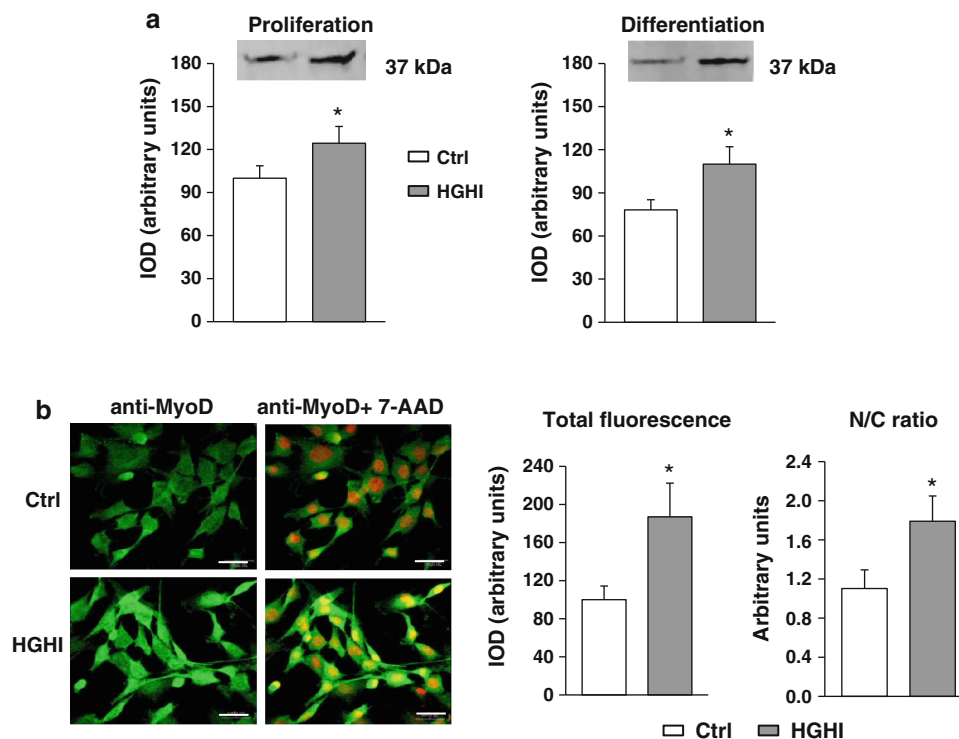 a
Proliferation
37 kDa
180
150
120
90
60
30
0
IOD (arbitrary units)
*
Ctrl
HGHI
Differentiation
37 kDa
180
150
120
90
60
30
0
IOD (arbitrary units)
*
b
anti-MyoD
anti-MyoD+ 7-AAD
Ctrl
HGHI
Total fluorescence
240
200
180
140
100
80
40
0
IOD (arbitrary units)
*
N/C ratio
2.4
2.0
1.6
1.2
0.8
0.4
0.0
Arbitrary units
*
Ctrl
HGHI